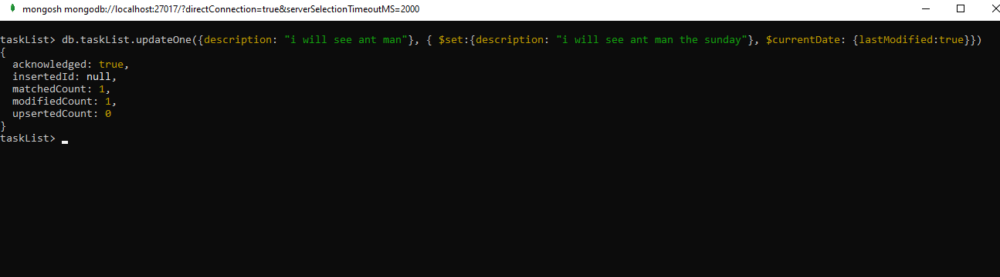 mongosh mongodb://localhost:27017/?directConnection=true&serverSelectionTimeoutMS=2000
taskList> db.taskList.updateOne({description: "i will see ant man"}, { $set:{description: "i will see ant man the sunday"}, $currentDate: {lastModified:true}})
{
  acknowledged: true,
  insertedId: null,
  matchedCount: 1,
  modifiedCount: 1,
  upsertedCount: 0
}
taskList>